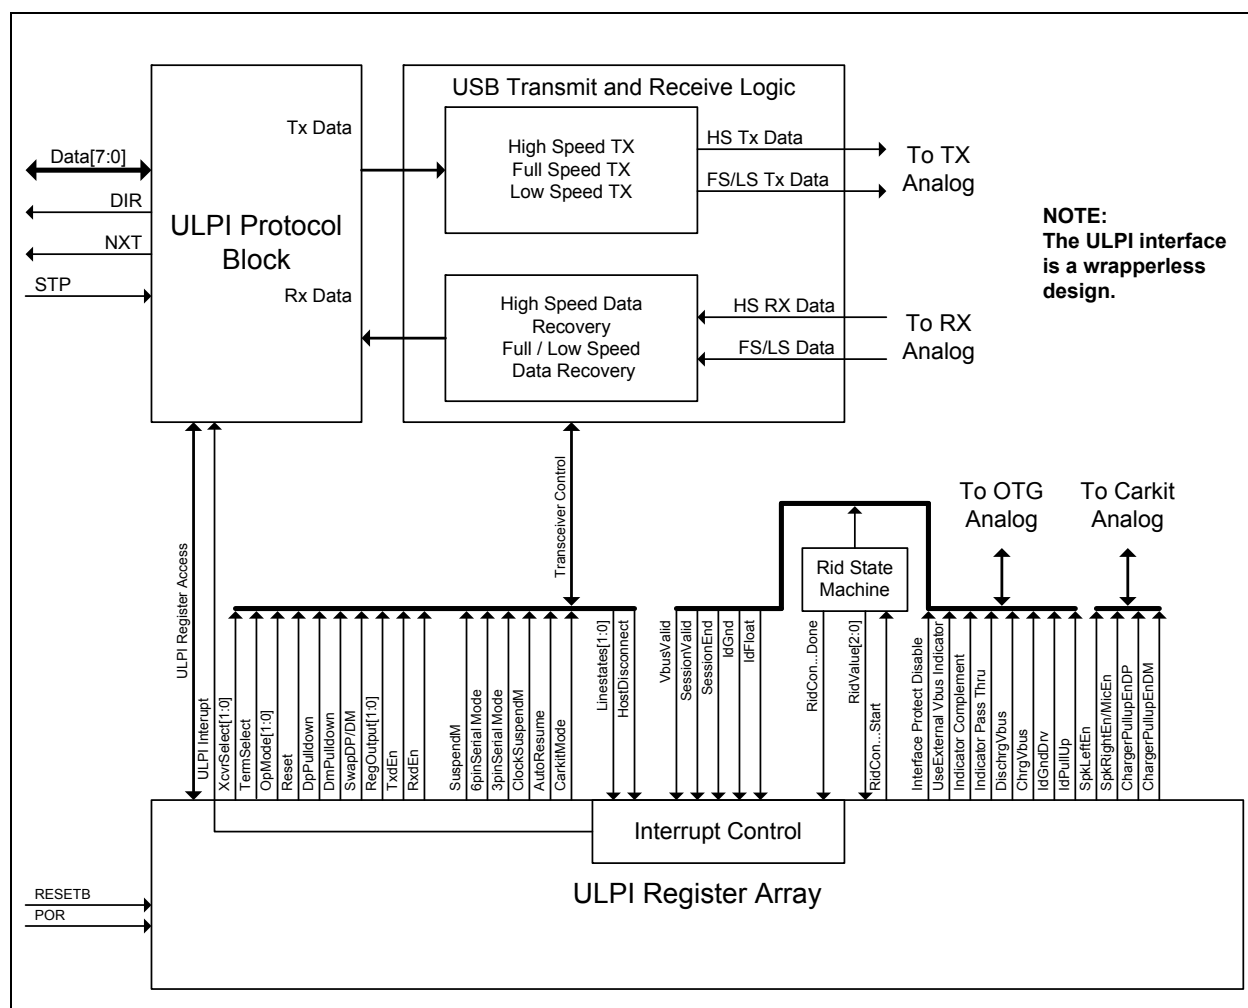 USB Transmit and Receive Logic
Tx Data
High Speed TX
Full Speed TX
Low Speed TX
HS Tx Data
FS/LS Tx Data
To TX
Analog
Data[7:0]
DIR
NXT
STP
ULPI Protocol
Block
Rx Data
High Speed Data
Recovery
Full / Low Speed
Data Recovery
HS RX Data
FS/LS Data
To RX
Analog
NOTE:
The ULPI interface
is a wrapperless
design.
ULPI Register Access
Transceiver Control
To OTG
Analog
To Carkit
Analog
Rid State
Machine
ULPI Interupt
XcvrSelect[1:0]
TermSelect
OpMode[1:0]
Reset
DpPulldown
DmPulldown
SwapDP/DM
RegOutput[1:0]
TxdEn
RxdEn
SuspendM
6pinSerial Mode
3pinSerial Mode
ClockSuspendM
AutoResume
CarkitMode
Linestates[1:0]
HostDisconnect
VbusValid
SessionValid
SessionEnd
IdGnd
IdFloat
RidCon...Done
RidValue[2:0]
RidCon...Start
Interface Protect Disable
UseExternal Vbus Indicator
Indicator Complement
Indicator Pass Thru
DischrgVbus
ChrgVbus
IdGndDrv
IdPullUp
SpkLeftEn
SpkRightEn/MicEn
ChargerPullupEnDP
ChargerPullupEnDM
Interrupt Control
ULPI Register Array
RESETB
POR